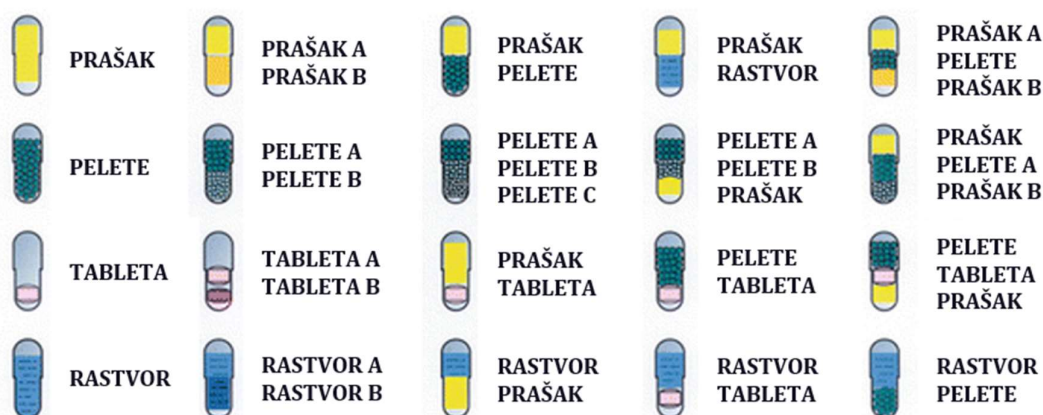 PRAŠAK
PRAŠAK A
PRAŠAK B
PRAŠAK
PELETE
PRAŠAK
RASTVOR
PRAŠAK A
PELETE
PRAŠAK B
PELETE
PELETE A
PELETE B
PELETE A
PELETE B
PELETE C
PELETE A
PELETE B
PRAŠAK
PRAŠAK
PELETE A
PRAŠAK B
TABLETA
TABLETA A
TABLETA B
PRAŠAK
TABLETA
PELETE
TABLETA
PELETE
TABLETA
PRAŠAK
RASTVOR
RASTVOR A
RASTVOR B
RASTVOR
PRAŠAK
RASTVOR
TABLETA
RASTVOR
PELETE